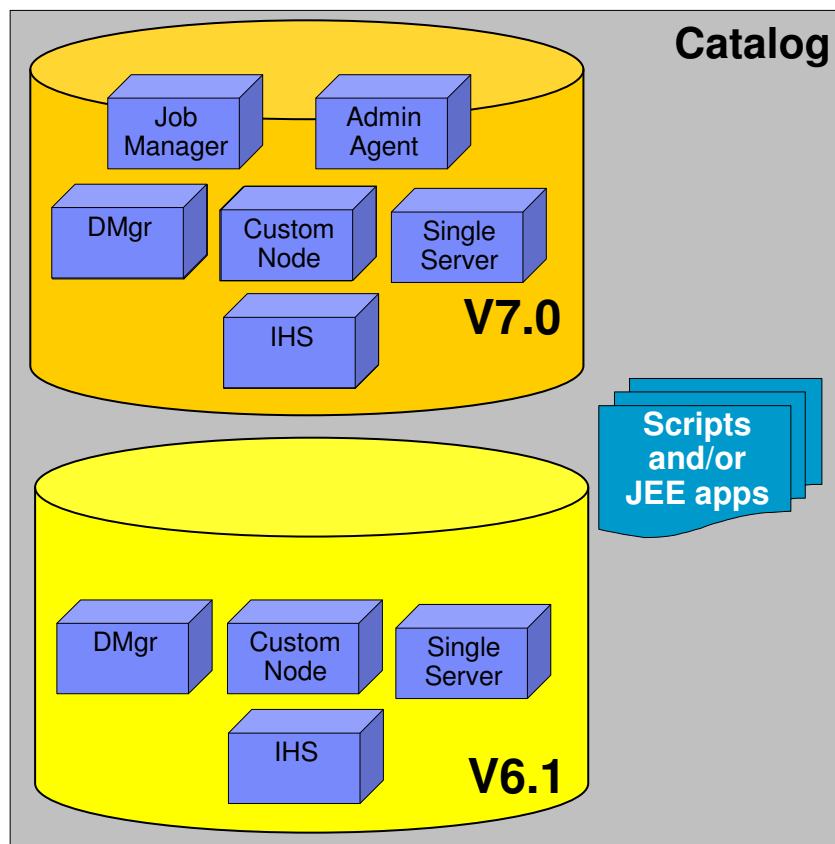 Catalog
Job
Manager
Admin
Agent
DMgr
Custom
Node
Single
Server
IHS
V7.0
Scripts
and/or
JEE apps
DMgr
Custom
Node
Single
Server
IHS
V6.1